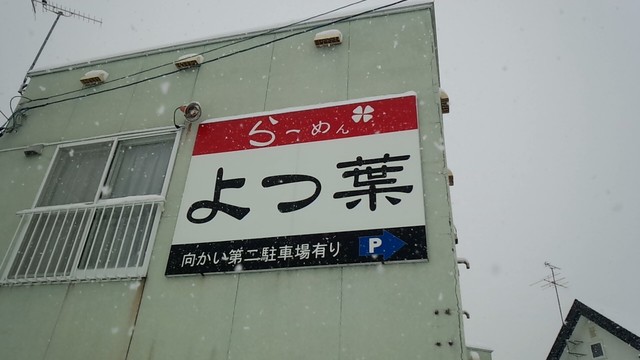 らーめん
よつ葉
向かい第二駐車場有り P